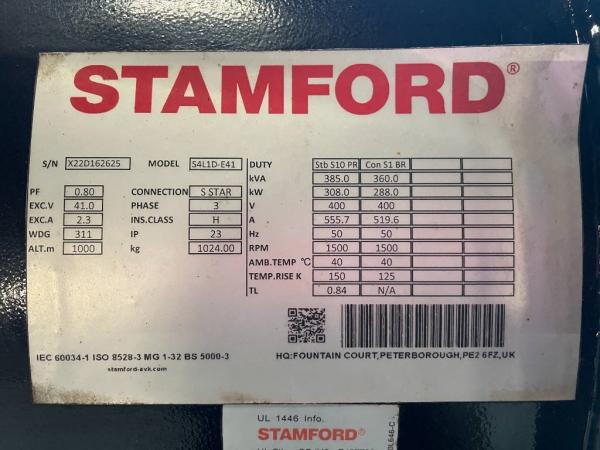 STAMFORD®
S/N X22D162625 MODEL S4L1D-E41
PF 0.80 CONNECTION S STAR
EXC.V 41.0 PHASE 3
EXC.A 2.3 INS.CLASS H
WDG 311 IP 23
ALT.m 1000 kg 1024.00
DUTY Stb S10 PR Con S1 BR
kVA 385.0 360.0
kW 308.0 288.0
V 400 400
A 555.7 519.6
Hz 50 50
RPM 1500 1500
AMB.TEMP °C 40 40
TEMP.RISE K 150 125
TL 0.84 N/A
IEC 60034-1 ISO 8528-3 MG 1-32 BS 5000-3
stamford-avk.com
HQ:FOUNTAIN COURT,PETERBOROUGH,PE2 6FZ,UK
UL 1446 Info.
STAMFORD®